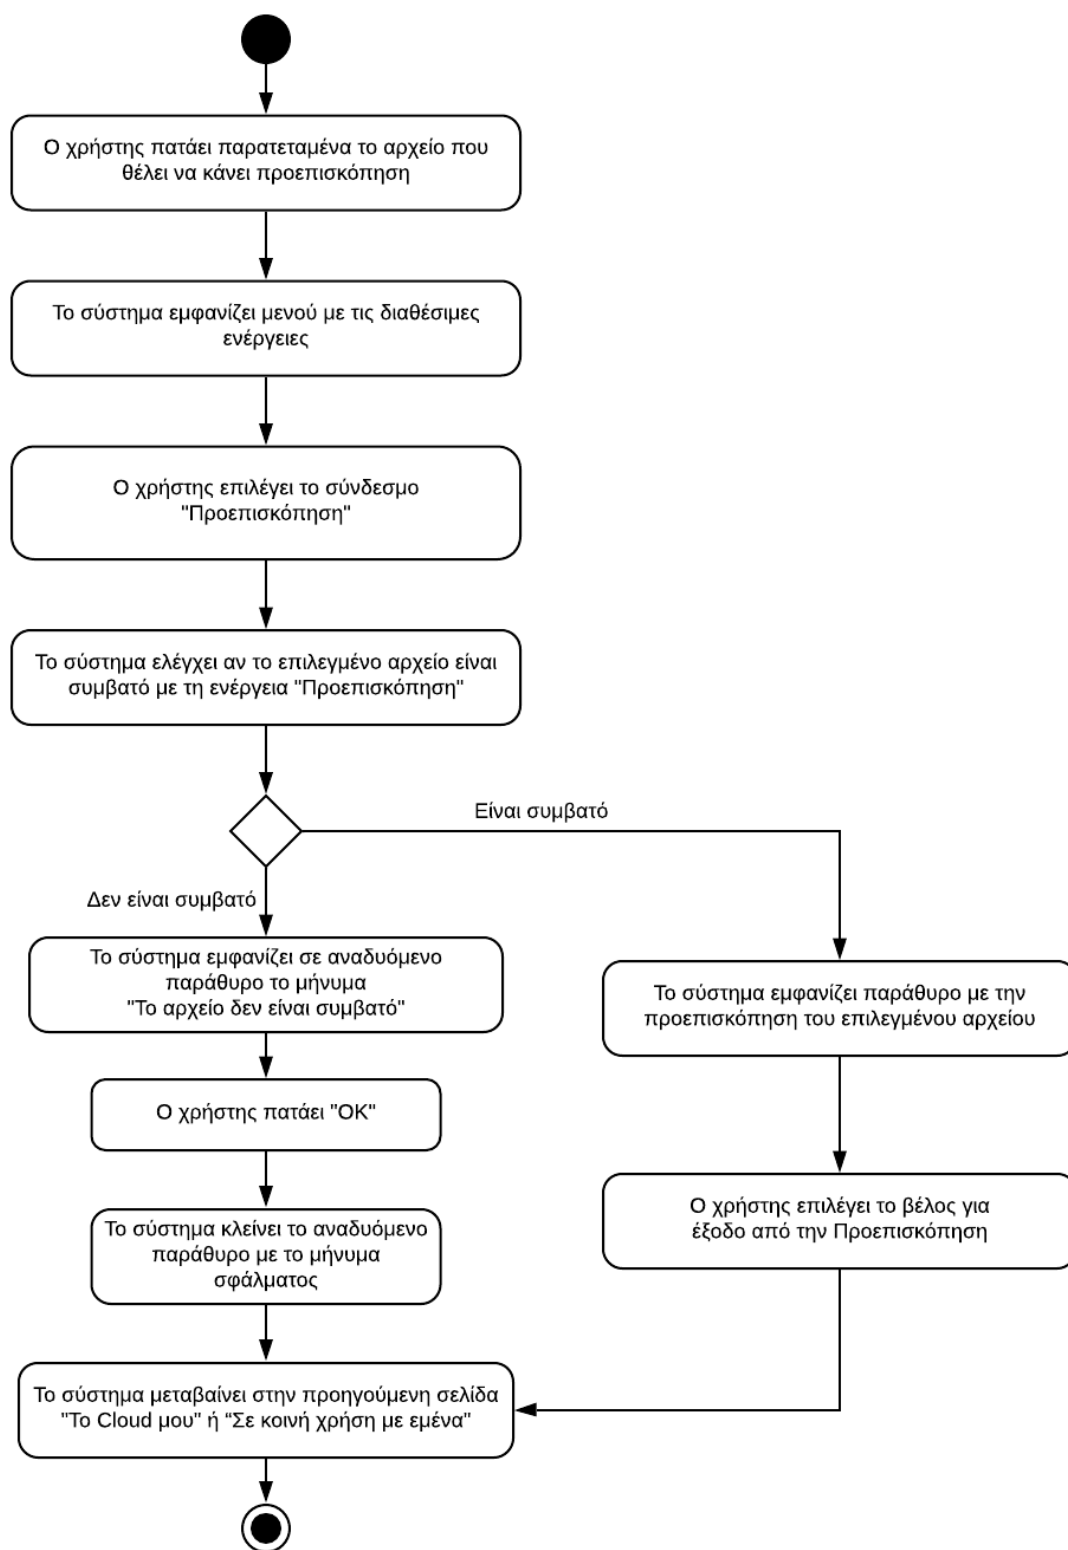 Ο χρήστης πατάει παρατεταμένα το αρχείο που
θέλει να κάνει προεπισκόπηση
Το σύστημα εμφανίζει μενού με τις διαθέσιμες
ενέργειες
Ο χρήστης επιλέγει το σύνδεσμο
"Προεπισκόπηση"
Το σύστημα ελέγχει αν το επιλεγμένο αρχείο είναι
συμβατό με τη ενέργεια "Προεπισκόπηση"
Είναι συμβατό
Δεν είναι συμβατό
Το σύστημα εμφανίζει σε αναδυόμενο
παράθυρο το μήνυμα
"Το αρχείο δεν είναι συμβατό"
Το σύστημα εμφανίζει παράθυρο με την
προεπισκόπηση του επιλεγμένου αρχείου
Ο χρήστης πατάει "ΟΚ"
Ο χρήστης επιλέγει το βέλος για
έξοδο από την Προεπισκόπηση
Το σύστημα κλείνει το αναδυόμενο
παράθυρο με το μήνυμα
σφάλματος
Το σύστημα μεταβαίνει στην προηγούμενη σελίδα
"Το Cloud μου" ή “Σε κοινή χρήση με εμένα"